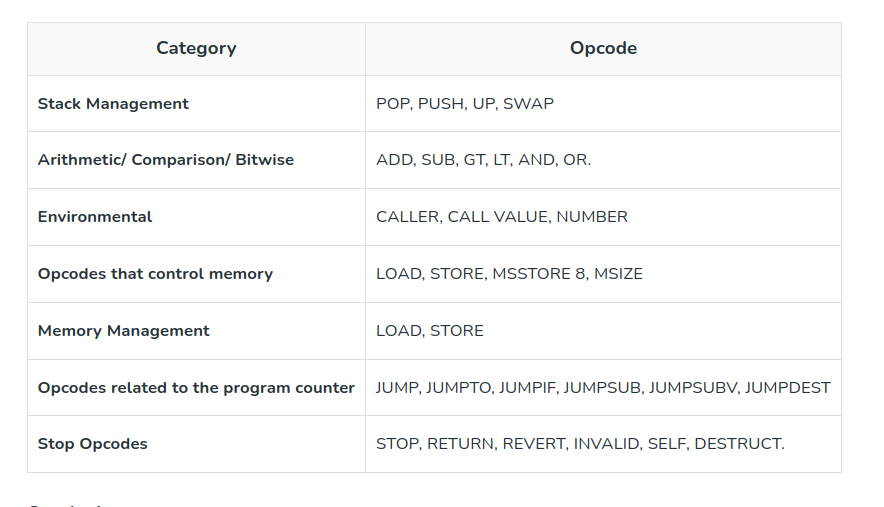 Category Opcode
Stack Management POP, PUSH, UP, SWAP
Arithmetic/ Comparison/ Bitwise ADD, SUB, GT, LT, AND, OR.
Environmental CALLER, CALL VALUE, NUMBER
Opcodes that control memory LOAD, STORE, MSSTORE 8, MSIZE
Memory Management LOAD, STORE
Opcodes related to the program counter JUMP, JUMPTO, JUMPIF, JUMPSUB, JUMPSUBV, JUMPDEST
Stop Opcodes STOP, RETURN, REVERT, INVALID, SELF, DESTRUCT.